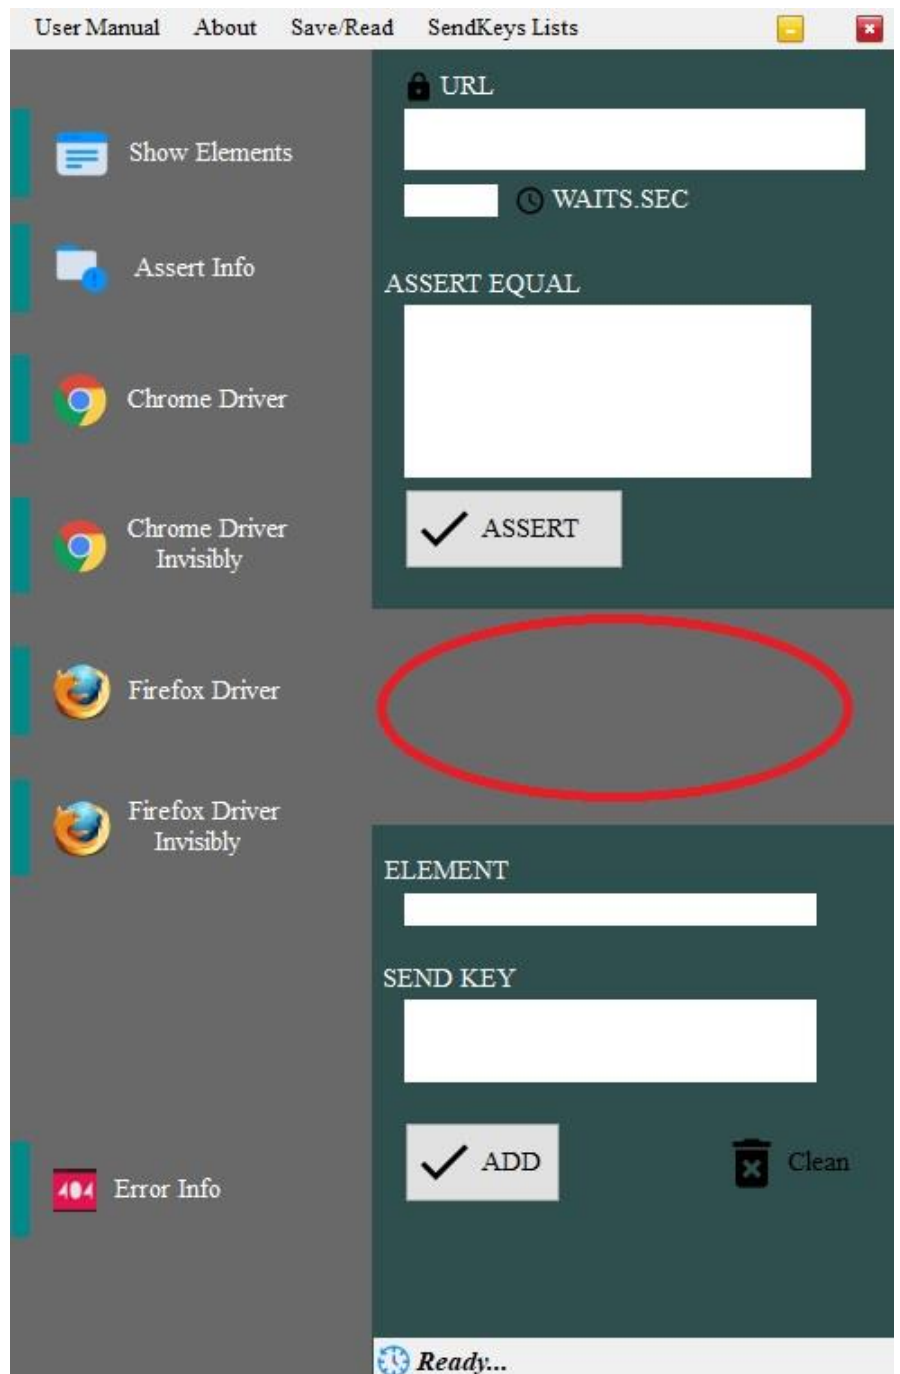 User Manual About Save/Read SendKeys Lists
URL
WAITS.SEC
ASSERT EQUAL
ASSERT
Show Elements
Assert Info
Chrome Driver
Chrome Driver
Invisibly
Firefox Driver
Firefox Driver
Invisibly
404 Error Info
ELEMENT
SEND KEY
ADD
Clean
Ready...